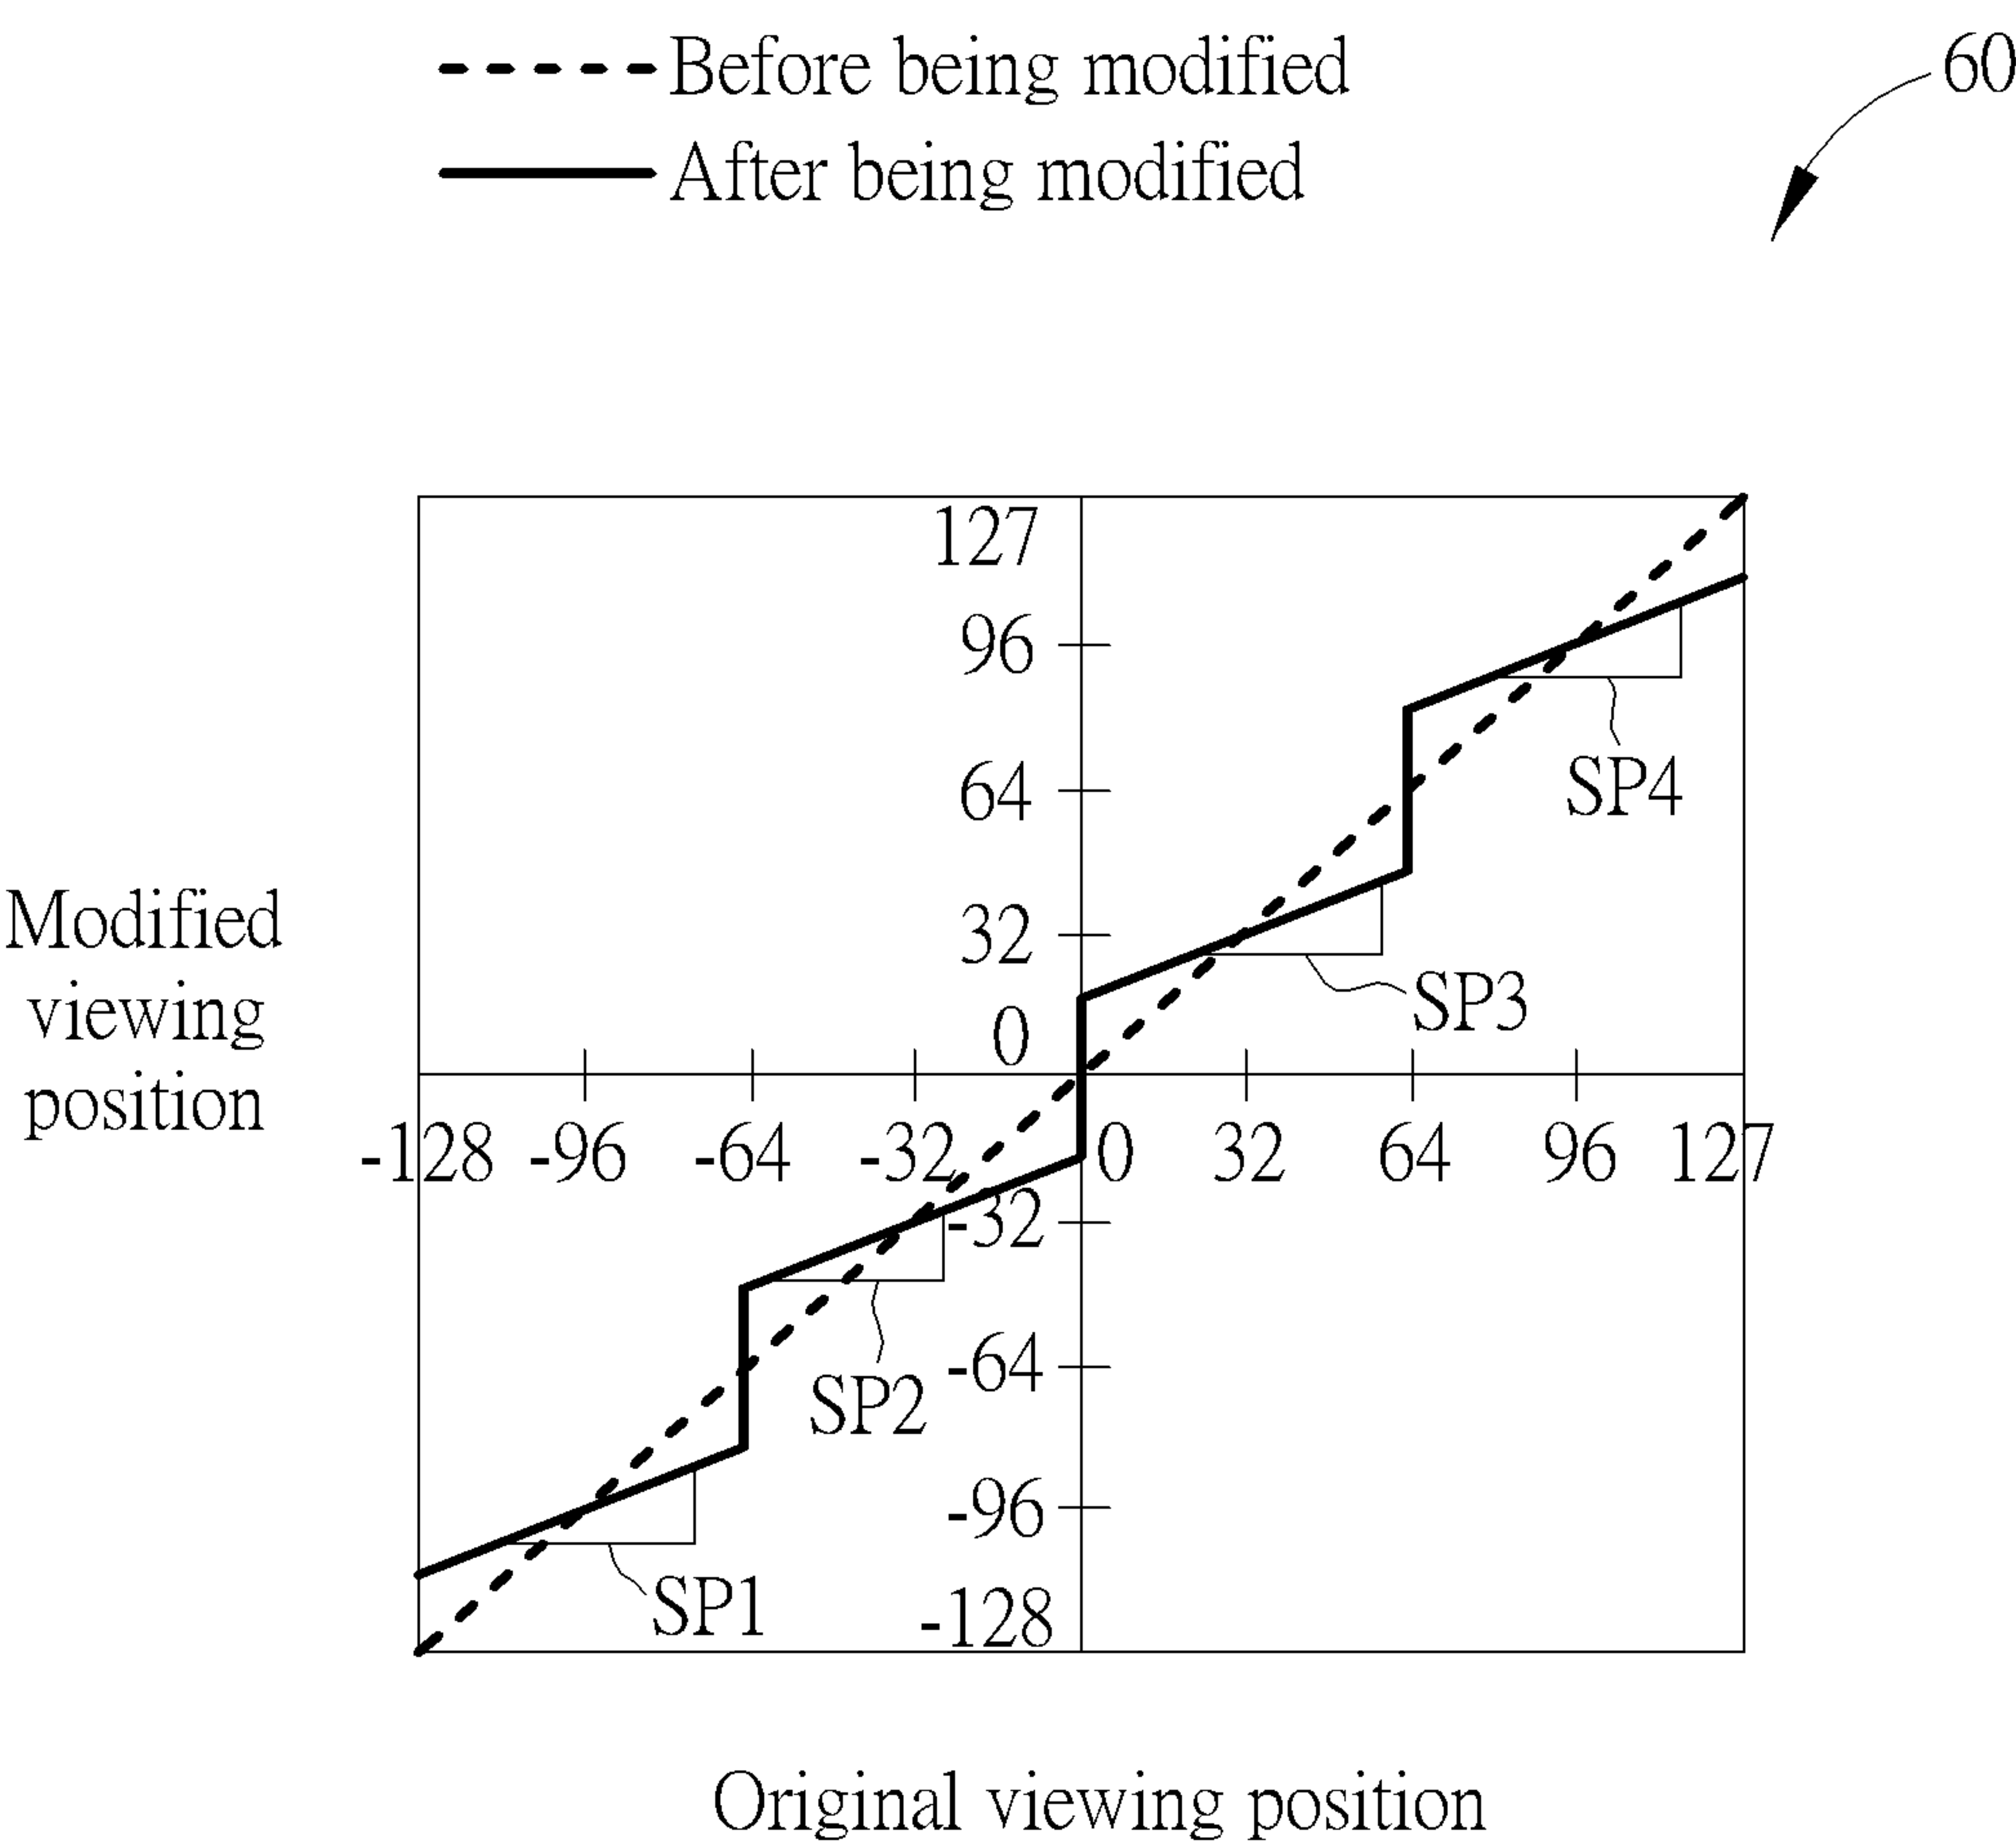 Before being modified
60
After being modified
127
96
64
SP4
32
SP3
0
Modified
viewing
position
-128 -96 -64 -32 0 32 64 96 127
-32
-64
SP2
-96
SP1
-128
Original viewing position